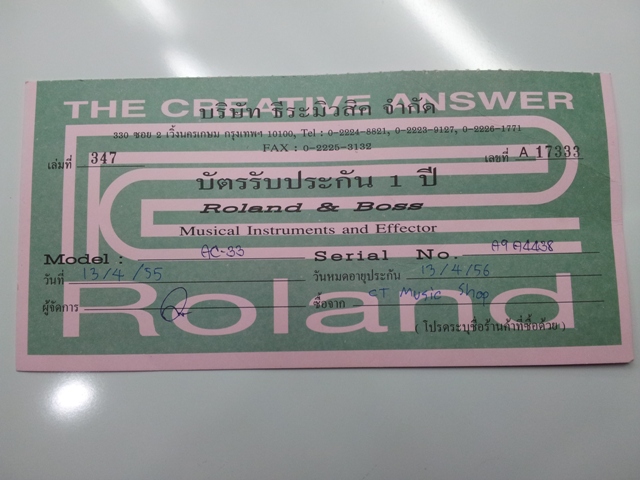 THE CREATIVE ANSWER
บริษัท ธีระมิวสิค จำกัด
330 ซอย 2 เวิ้งนครเกษม กรุงเทพฯ 10100, Tel : 0-2224-8821, 0-2223-9127, 0-2226-1771
FAX : 0-2225-3132
เล่มที่ 347 เลขที่ A 17333
บัตรรับประกัน 1 ปี
Roland & Boss
Musical Instruments and Effector
Model : AC-33 Serial No. A9A4438
วันที่ 13/4/55 วันหมดอายุประกัน 13/4/56
ผู้จัดการ ซื้อจาก CT Music Shop
Roland
( โปรดระบุชื่อร้านค้าที่ซื้อด้วย )